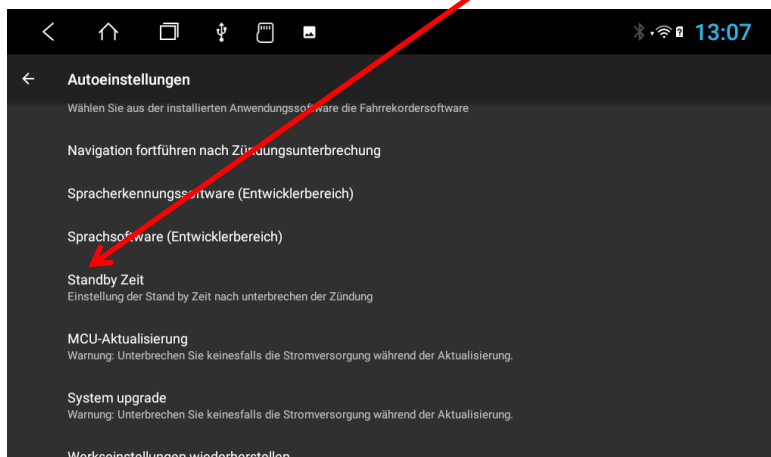 13:07
Autoeinstellungen
Wählen Sie aus der installierten Anwendungssoftware die Fahrrekordersoftware
Navigation fortführen nach Zündungsunterbrechung
Spracherkennungssoftware (Entwicklerbereich)
Sprachsoftware (Entwicklerbereich)
Standby Zeit
Einstellung der Stand by Zeit nach unterbrechen der Zündung
MCU-Aktualisierung
Warnung: Unterbrechen Sie keinesfalls die Stromversorgung während der Aktualisierung.
System upgrade
Warnung: Unterbrechen Sie keinesfalls die Stromversorgung während der Aktualisierung.
Werkseinstellungen wiederherstellen